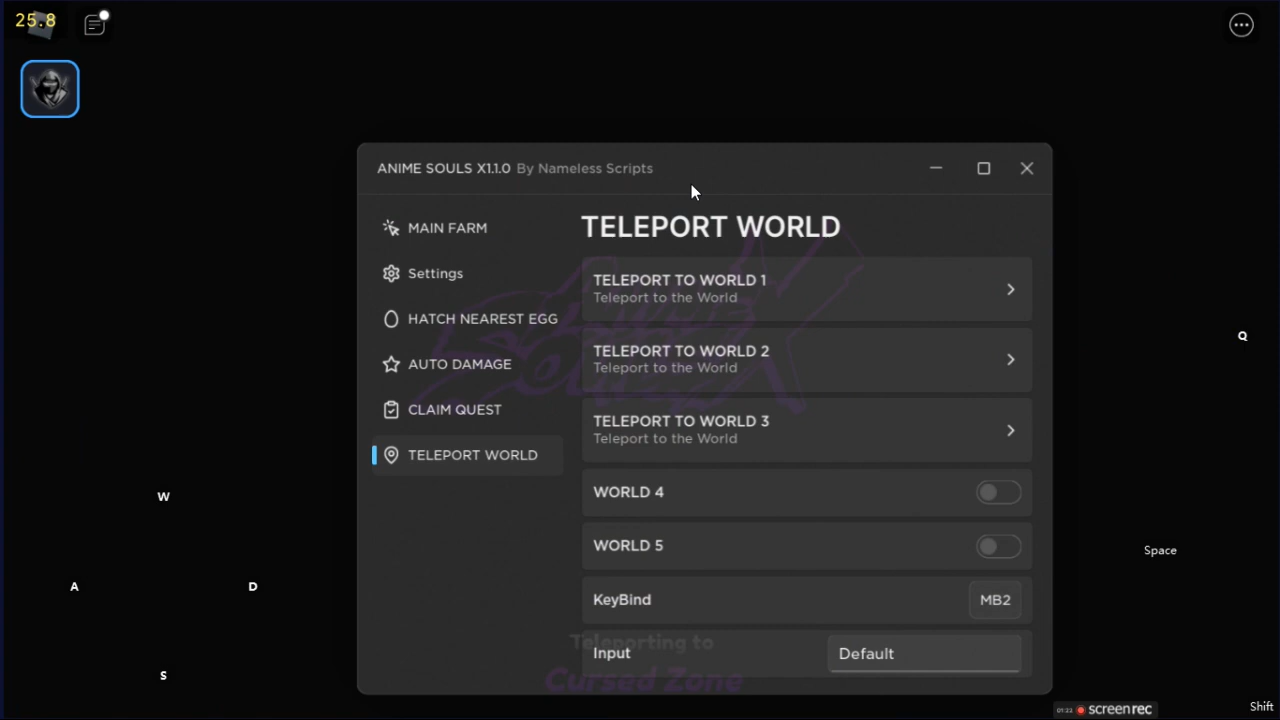 25.8
ANIME SOULS X1.1.0 By Nameless Scripts
MAIN FARM
Settings
HATCH NEAREST EGG
AUTO DAMAGE
CLAIM QUEST
TELEPORT WORLD
TELEPORT WORLD
TELEPORT TO WORLD 1
Teleport to the World
TELEPORT TO WORLD 2
Teleport to the World
TELEPORT TO WORLD 3
Teleport to the World
WORLD 4
WORLD 5
KeyBind MB2
Input Default
Teleporting to
Cursed Zone
W
A D
S
Q
Space
Shift
01:23 screenrec